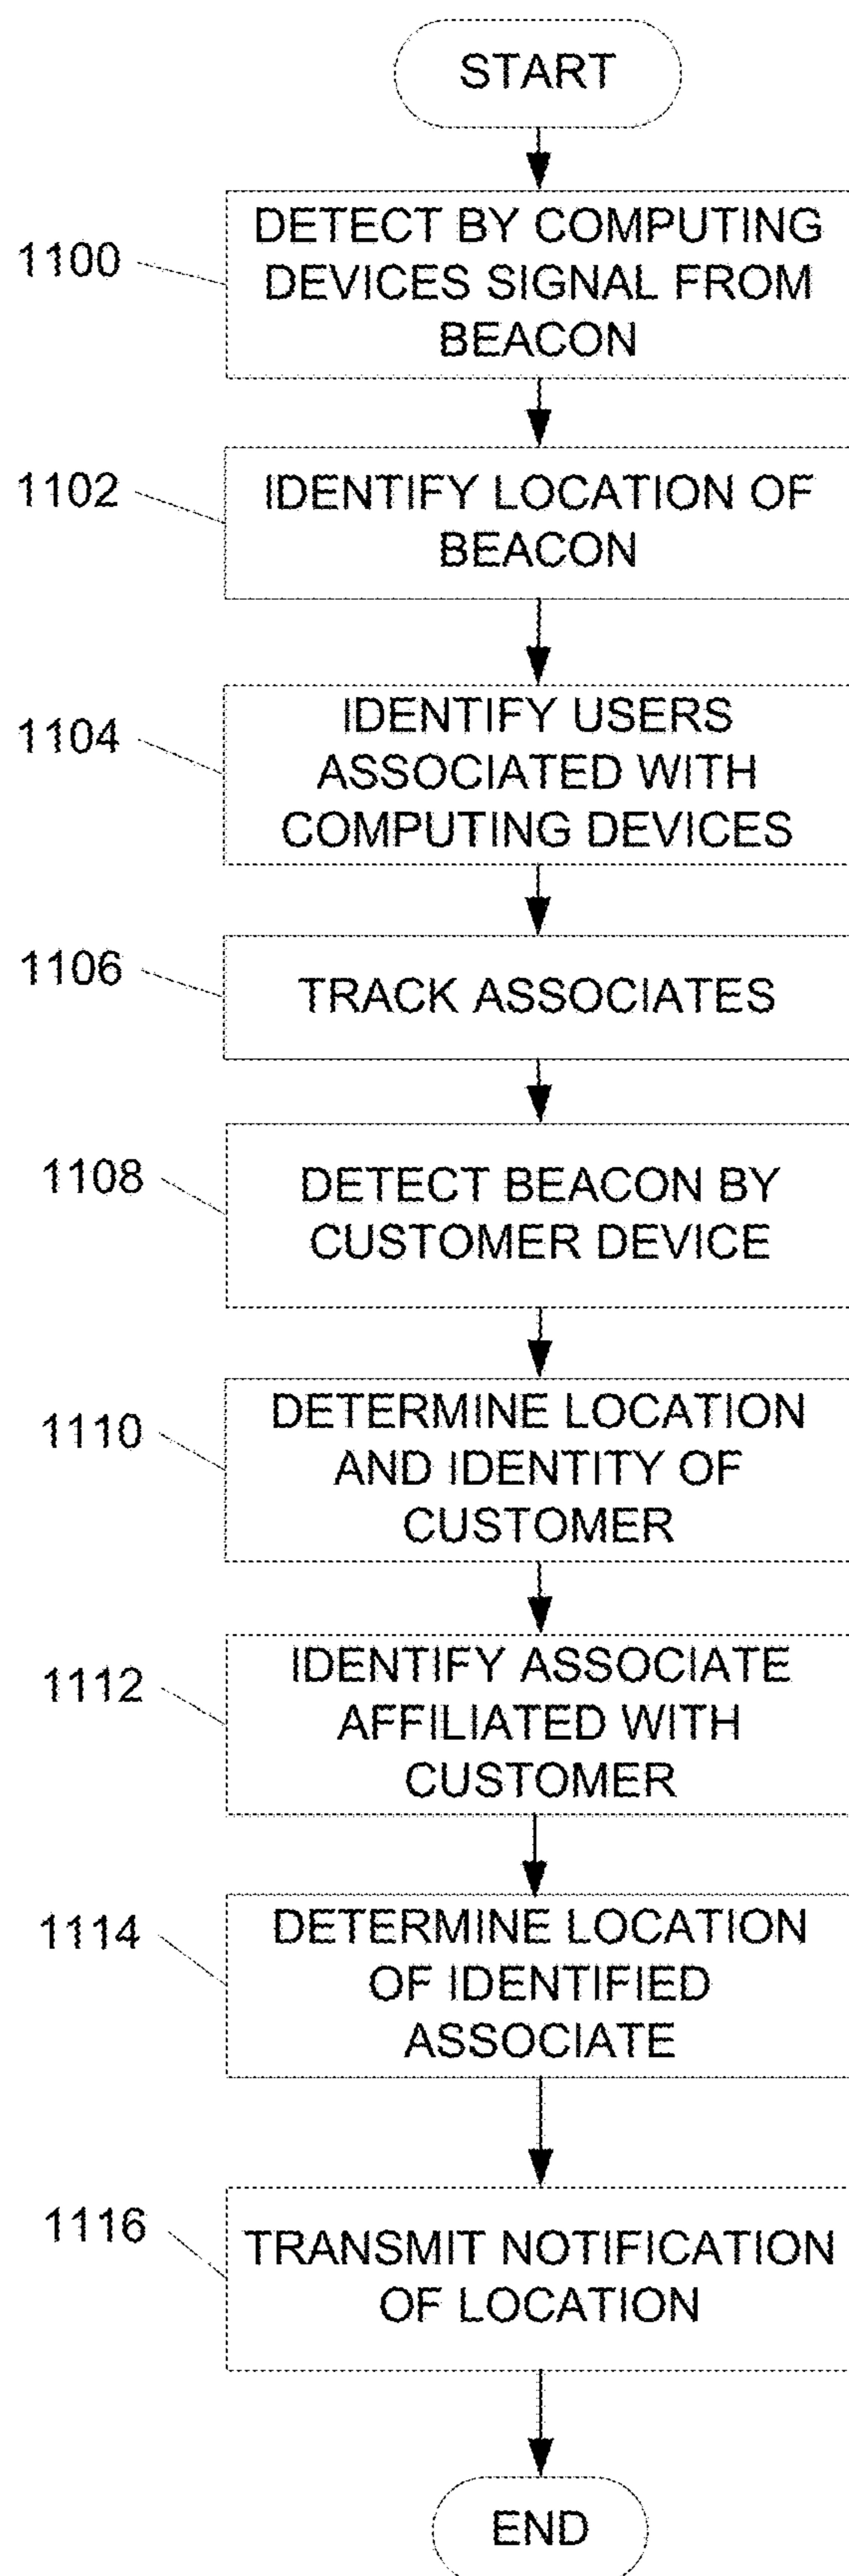 START
1100
DETECT BY COMPUTING
DEVICES SIGNAL FROM
BEACON
1102
IDENTIFY LOCATION OF
BEACON
1104
IDENTIFY USERS
ASSOCIATED WITH
COMPUTING DEVICES
1106
TRACK ASSOCIATES
1108
DETECT BEACON BY
CUSTOMER DEVICE
1110
DETERMINE LOCATION
AND IDENTITY OF
CUSTOMER
1112
IDENTIFY ASSOCIATE
AFFILIATED WITH
CUSTOMER
1114
DETERMINE LOCATION
OF IDENTIFIED
ASSOCIATE
1116
TRANSMIT NOTIFICATION
OF LOCATION
END